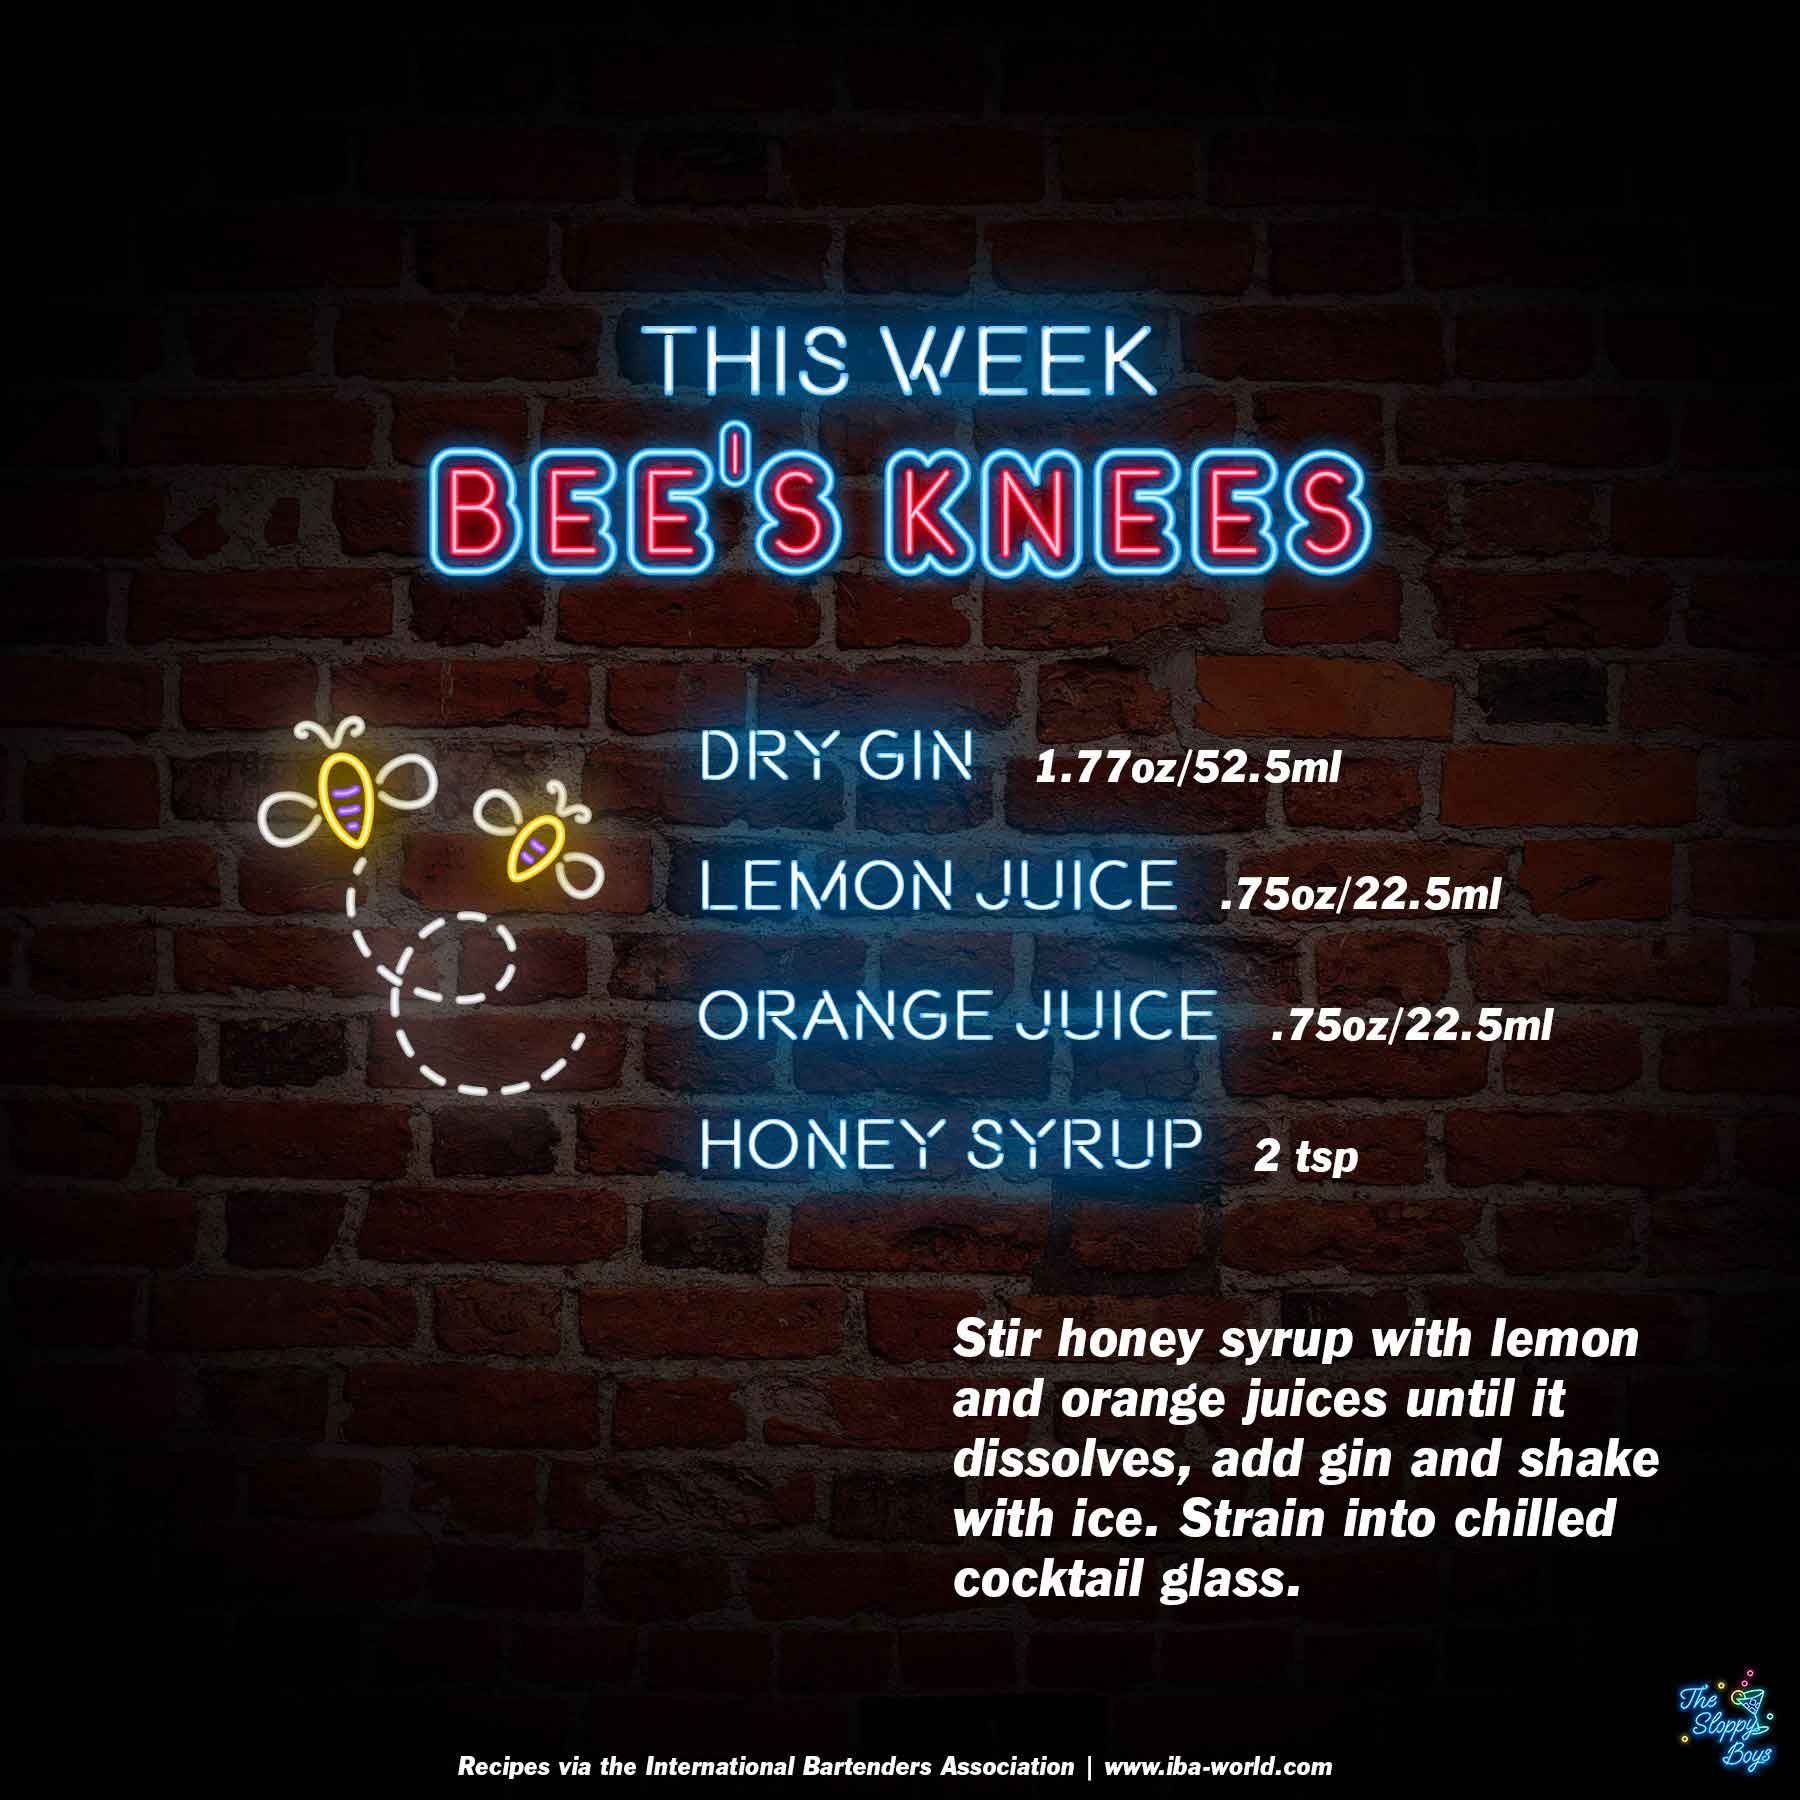 THIS WEEK
BEE'S KNEES
DRY GIN 1.77oz/52.5ml
LEMON JUICE .75oz/22.5ml
ORANGE JUICE .75oz/22.5ml
HONEY SYRUP 2 tsp
Stir honey syrup with lemon
and orange juices until it
dissolves, add gin and shake
with ice. Strain into chilled
cocktail glass.
The
Sloppy
Boys
Recipes via the International Bartenders Association | www.iba-world.com